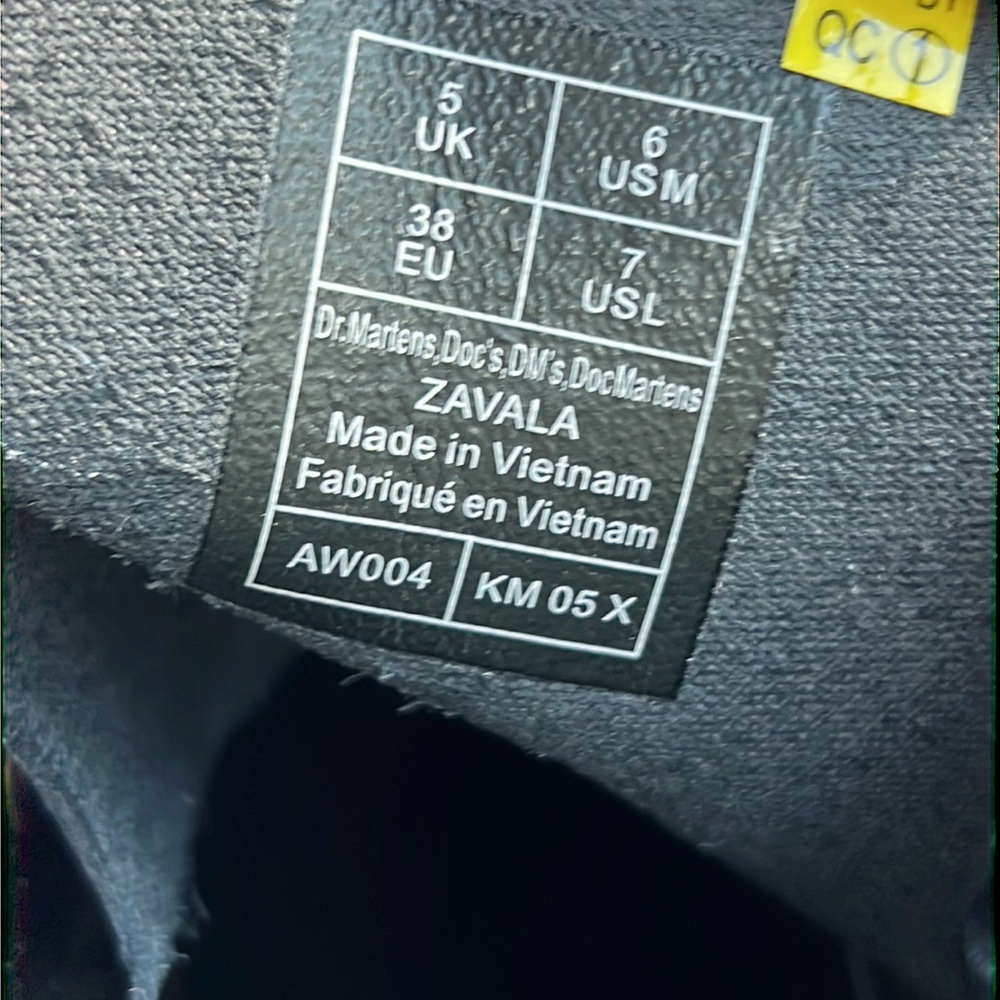 5
UK
6
USM
38
EU
7
USL
Dr.Martens,Doc's,DM's,DocMartens
ZAVALA
Made in Vietnam
Fabriqué en Vietnam
AW004
KM 05 X
QC 1